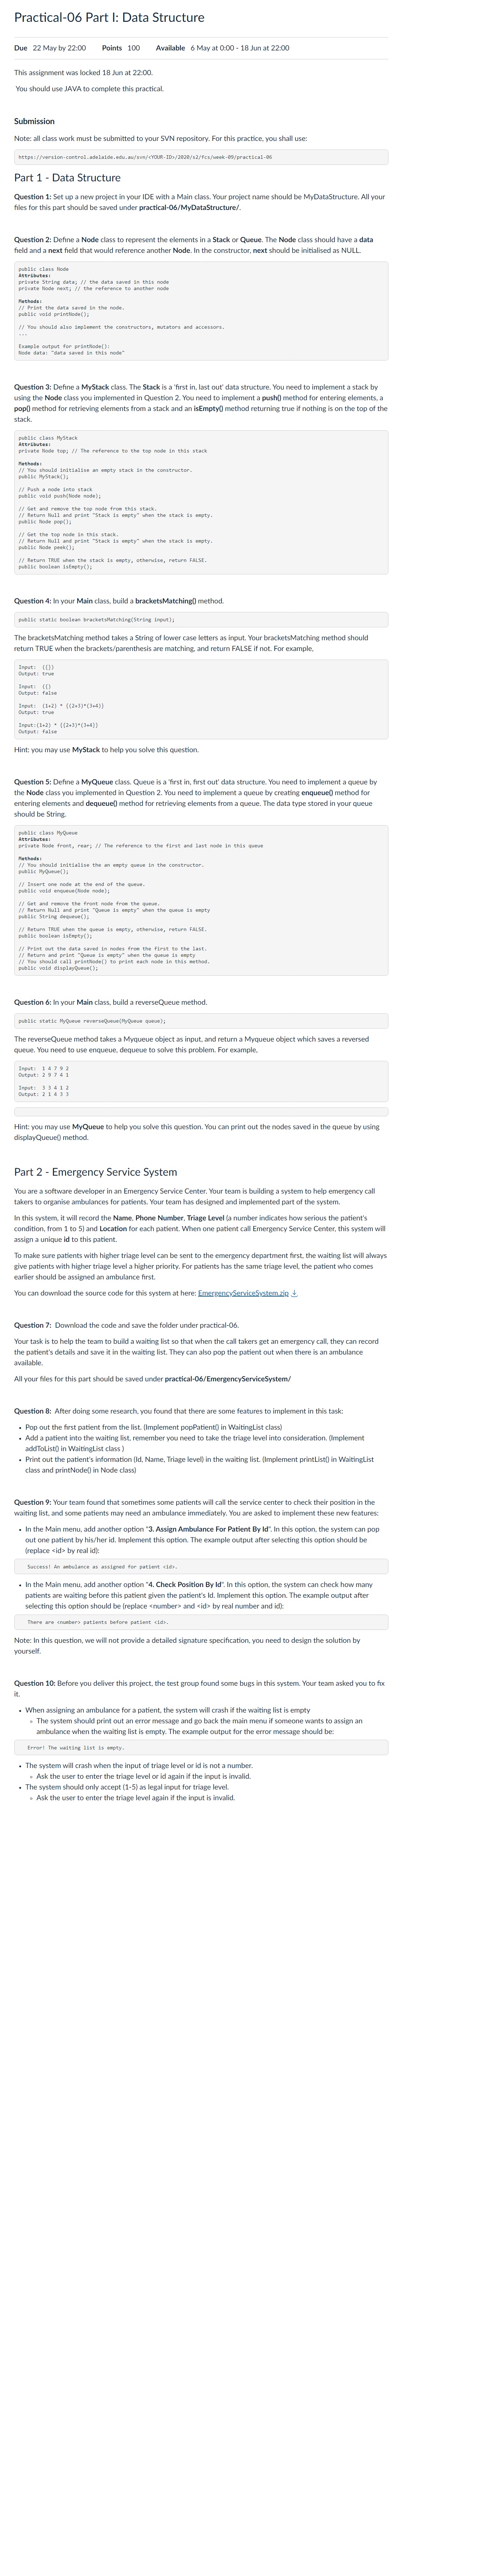 Practical-06 Part I: Data Structure
Due 22 May by 22:00 Points 100 Available 6 May at 0:00 - 18 Jun at 22:00
This assignment was locked 18 Jun at 22:00.
You should use JAVA to complete this practical.
Submission
Note: all class work must be submitted to your SVN repository. For this practice, you shall use:
https://version-control.adelaide.edu.au/svn/<YOUR-ID>/2020/s2/fcs/week-09/practical-06
Part 1 - Data Structure
Question 1: Set up a new project in your IDE with a Main class. Your project name should be MyDataStructure. All your
files for this part should be saved under practical-06/MyDataStructure/.
Question 2: Define a Node class to represent the elements in a Stack or Queue. The Node class should have a data
field and a next field that would reference another Node. In the constructor, next should be initialised as NULL.
public class Node
Attributes:
private String data; // the data saved in this node
private Node next; // the reference to another node
Methods:
// Print the data saved in the node.
public void printNode();
// You should also implement the constructors, mutators and accessors.
...
Example output for printNode():
Node data: "data saved in this node"
Question 3: Define a MyStack class. The Stack is a 'first in, last out' data structure. You need to implement a stack by
using the Node class you implemented in Question 2. You need to implement a push() method for entering elements, a
pop() method for retrieving elements from a stack and an isEmpty() method returning true if nothing is on the top of the
stack.
public class MyStack
Attributes:
private Node top; // The reference to the top node in this stack
Methods:
// You should initialise an empty stack in the constructor.
public MyStack();
// Push a node into stack
public void push(Node node);
// Get and remove the top node from this stack.
// Return Null and print "Stack is empty" when the stack is empty.
public Node pop();
// Get the top node in this stack.
// Return Null and print "Stack is empty" when the stack is empty.
public Node peek();
// Return TRUE when the stack is empty, otherwise, return FALSE.
public boolean isEmpty();
Question 4: In your Main class, build a bracketsMatching() method.
public static boolean bracketsMatching(String input);
The bracketsMatching method takes a String of lower case letters as input. Your bracketsMatching method should
return TRUE when the brackets/parenthesis are matching, and return FALSE if not. For example,
Input: ({})
Output: true
Input: ({)
Output: false
Input: (1+2) * {(2+3)*(3+4)}
Output: true
Input:(1+2) * {{2+3)*(3+4)}
Output: false
Hint: you may use MyStack to help you solve this question.
Question 5: Define a MyQueue class. Queue is a 'first in, first out' data structure. You need to implement a queue by
the Node class you implemented in Question 2. You need to implement a queue by creating enqueue() method for
entering elements and dequeue() method for retrieving elements from a queue. The data type stored in your queue
should be String.
public class MyQueue
Attributes:
private Node front, rear; // The reference to the first and last node in this queue
Methods:
// You should initialise the an empty queue in the constructor.
public MyQueue();
// Insert one node at the end of the queue.
public void enqueue(Node node);
// Get and remove the front node from the queue.
// Return Null and print "Queue is empty" when the queue is empty
public String dequeue();
// Return TRUE when the queue is empty, otherwise, return FALSE.
public boolean isEmpty();
// Print out the data saved in nodes from the first to the last.
// Return and print "Queue is empty" when the queue is empty
// You should call printNode() to print each node in this method.
public void displayQueue();
Question 6: In your Main class, build a reverseQueue method.
public static MyQueue reverseQueue(MyQueue queue);
The reverseQueue method takes a Myqueue object as input, and return a Myqueue object which saves a reversed
queue. You need to use enqueue, dequeue to solve this problem. For example,
Input: 1 4 7 9 2
Output: 2 9 7 4 1
Input: 3 3 4 1 2
Output: 2 1 4 3 3
Hint: you may use MyQueue to help you solve this question. You can print out the nodes saved in the queue by using
displayQueue() method.
Part 2 - Emergency Service System
You are a software developer in an Emergency Service Center. Your team is building a system to help emergency call
takers to organise ambulances for patients. Your team has designed and implemented part of the system.
In this system, it will record the Name, Phone Number, Triage Level (a number indicates how serious the patient's
condition, from 1 to 5) and Location for each patient. When one patient call Emergency Service Center, this system will
assign a unique id to this patient.
To make sure patients with higher triage level can be sent to the emergency department first, the waiting list will always
give patients with higher triage level a higher priority. For patients has the same triage level, the patient who comes
earlier should be assigned an ambulance first.
You can download the source code for this system at here: EmergencyServiceSystem.zip ↓
Question 7: Download the code and save the folder under practical-06.
Your task is to help the team to build a waiting list so that when the call takers get an emergency call, they can record
the patient's details and save it in the waiting list. They can also pop the patient out when there is an ambulance
available.
All your files for this part should be saved under practical-06/EmergencyServiceSystem/
Question 8: After doing some research, you found that there are some features to implement in this task:
• Pop out the first patient from the list. (Implement popPatient() in WaitingList class)
• Add a patient into the waiting list, remember you need to take the triage level into consideration. (Implement
addToList() in WaitingList class )
• Print out the patient's information (Id, Name, Triage level) in the waiting list. (Implement printList() in WaitingList
class and printNode() in Node class)
Question 9: Your team found that sometimes some patients will call the service center to check their position in the
waiting list, and some patients may need an ambulance immediately. You are asked to implement these new features:
• In the Main menu, add another option "3. Assign Ambulance For Patient By Id". In this option, the system can pop
out one patient by his/her id. Implement this option. The example output after selecting this option should be
(replace <id> by real id):
Success! An ambulance as assigned for patient <id>.
• In the Main menu, add another option "4. Check Position By Id". In this option, the system can check how many
patients are waiting before this patient given the patient's Id. Implement this option. The example output after
selecting this option should be (replace <number> and <id> by real number and id):
There are <number> patients before patient <id>.
Note: In this question, we will not provide a detailed signature specification, you need to design the solution by
yourself.
Question 10: Before you deliver this project, the test group found some bugs in this system. Your team asked you to fix
it.
• When assigning an ambulance for a patient, the system will crash if the waiting list is empty
◦ The system should print out an error message and go back the main menu if someone wants to assign an
ambulance when the waiting list is empty. The example output for the error message should be:
Error! The waiting list is empty.
• The system will crash when the input of triage level or id is not a number.
◦ Ask the user to enter the triage level or id again if the input is invalid.
• The system should only accept (1-5) as legal input for triage level.
◦ Ask the user to enter the triage level again if the input is invalid.